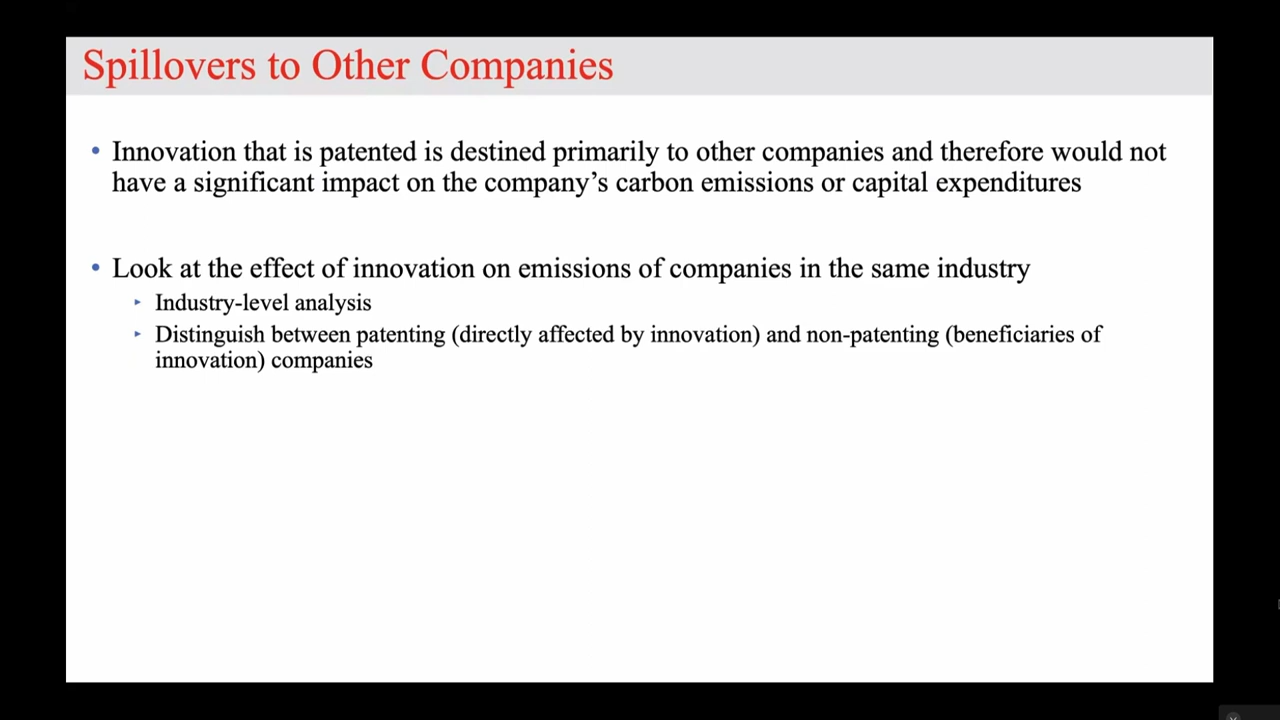 Spillovers to Other Companies
• Innovation that is patented is destined primarily to other companies and therefore would not
have a significant impact on the company’s carbon emissions or capital expenditures
• Look at the effect of innovation on emissions of companies in the same industry
‣ Industry-level analysis
‣ Distinguish between patenting (directly affected by innovation) and non-patenting (beneficiaries of
innovation) companies